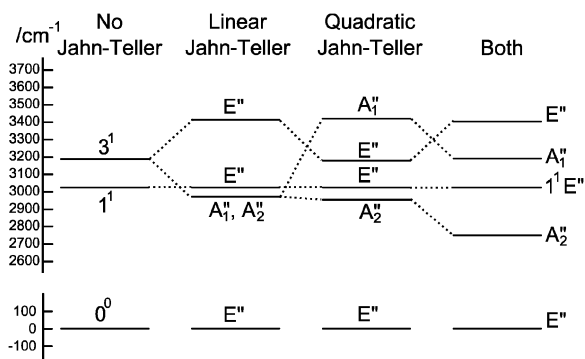 /cm⁻¹
No Jahn-Teller
Linear Jahn-Teller
Quadratic Jahn-Teller
Both
3700
3600
3500
3400
3300
3200
3100
3000
2900
2800
2700
2600
100
0
-100
3¹
1¹
0⁰
E"
E"
A₁", A₂"
E"
A₁"
E"
E"
A₂"
E"
E"
A₁"
1¹ E"
A₂"
E"